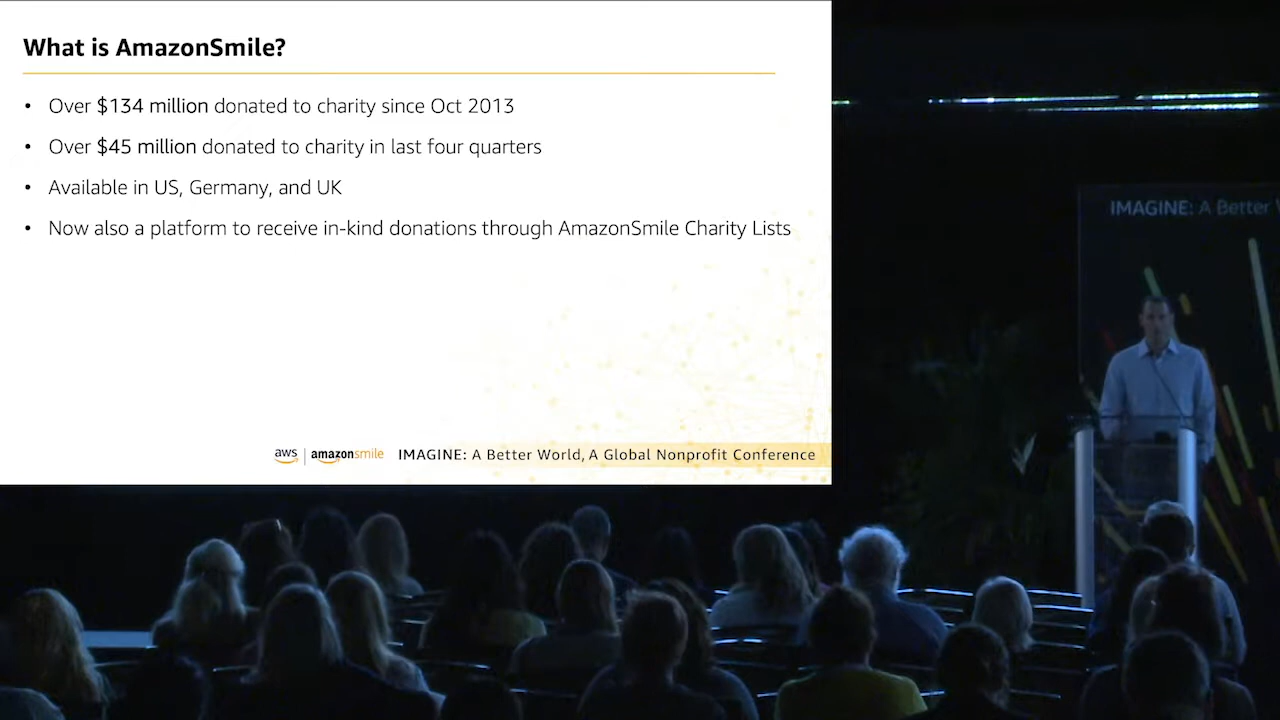 What is AmazonSmile?
• Over $134 million donated to charity since Oct 2013
• Over $45 million donated to charity in last four quarters
• Available in US, Germany, and UK
• Now also a platform to receive in-kind donations through AmazonSmile Charity Lists
aws | amazonsmile IMAGINE: A Better World, A Global Nonprofit Conference
IMAGINE: A Better